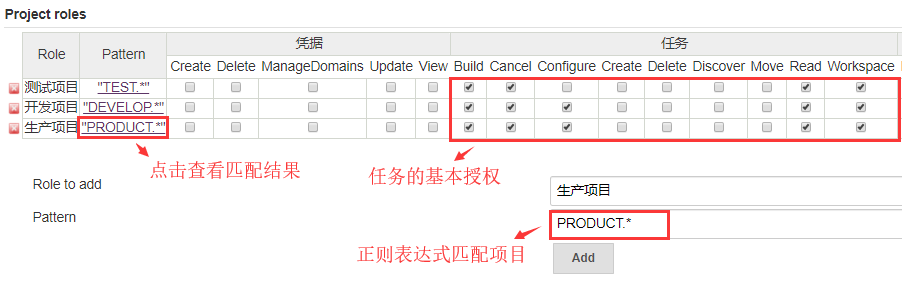 Project roles
Role Pattern 凭据 任务
Create Delete ManageDomains Update View Build Cancel Configure Create Delete Discover Move Read Workspace
测试项目 "TEST.*"
开发项目 "DEVELOP.*"
生产项目 "PRODUCT.*"
点击查看匹配结果
任务的基本授权
Role to add 生产项目
Pattern PRODUCT.*
正则表达式匹配项目
Add